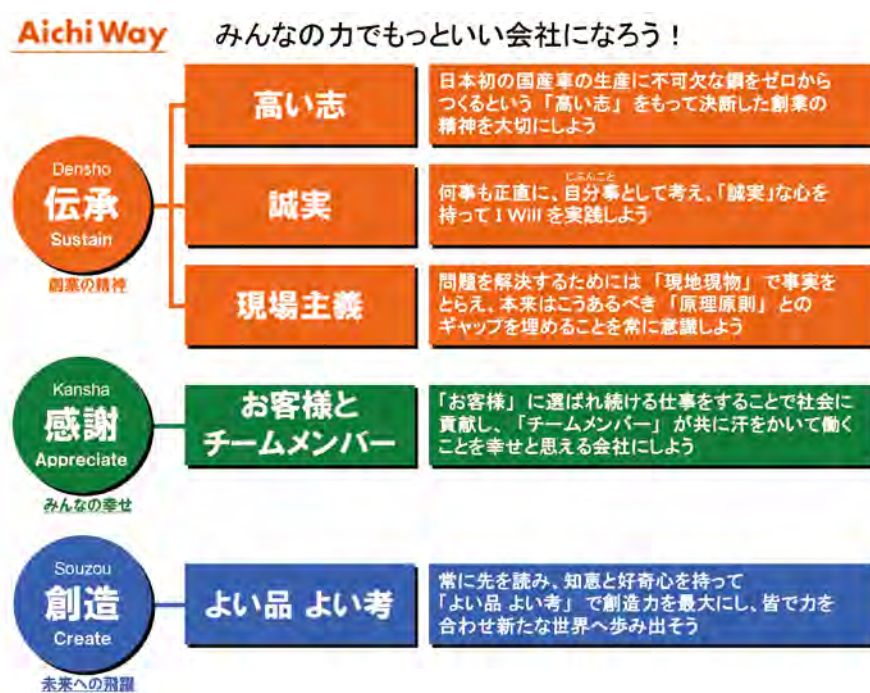 Aichi Way みんなの力でもっといい会社になろう！
Densho
伝承
Sustain
創業の精神
高い志
日本初の国産車の生産に不可欠な鋼をゼロから
つくるという「高い志」をもって決断した創業の
精神を大切にしよう
誠実
じぶんごと
何事も正直に、自分事として考え、「誠実」な心を
持って I Will を実践しよう
現場主義
問題を解決するためには「現地現物」で事実を
とらえ、本来はこうあるべき「原理原則」との
ギャップを埋めることを常に意識しよう
Kansha
感謝
Appreciate
みんなの幸せ
お客様と
チームメンバー
「お客様」に選ばれ続ける仕事をすることで社会に
貢献し、「チームメンバー」が共に汗をかいて働く
ことを幸せと思える会社にしよう
Souzou
創造
Create
未来への飛躍
よい品 よい考
常に先を読み、知恵と好奇心を持って
「よい品 よい考」で創造力を最大にし、皆で力を
合わせ新たな世界へ歩み出そう